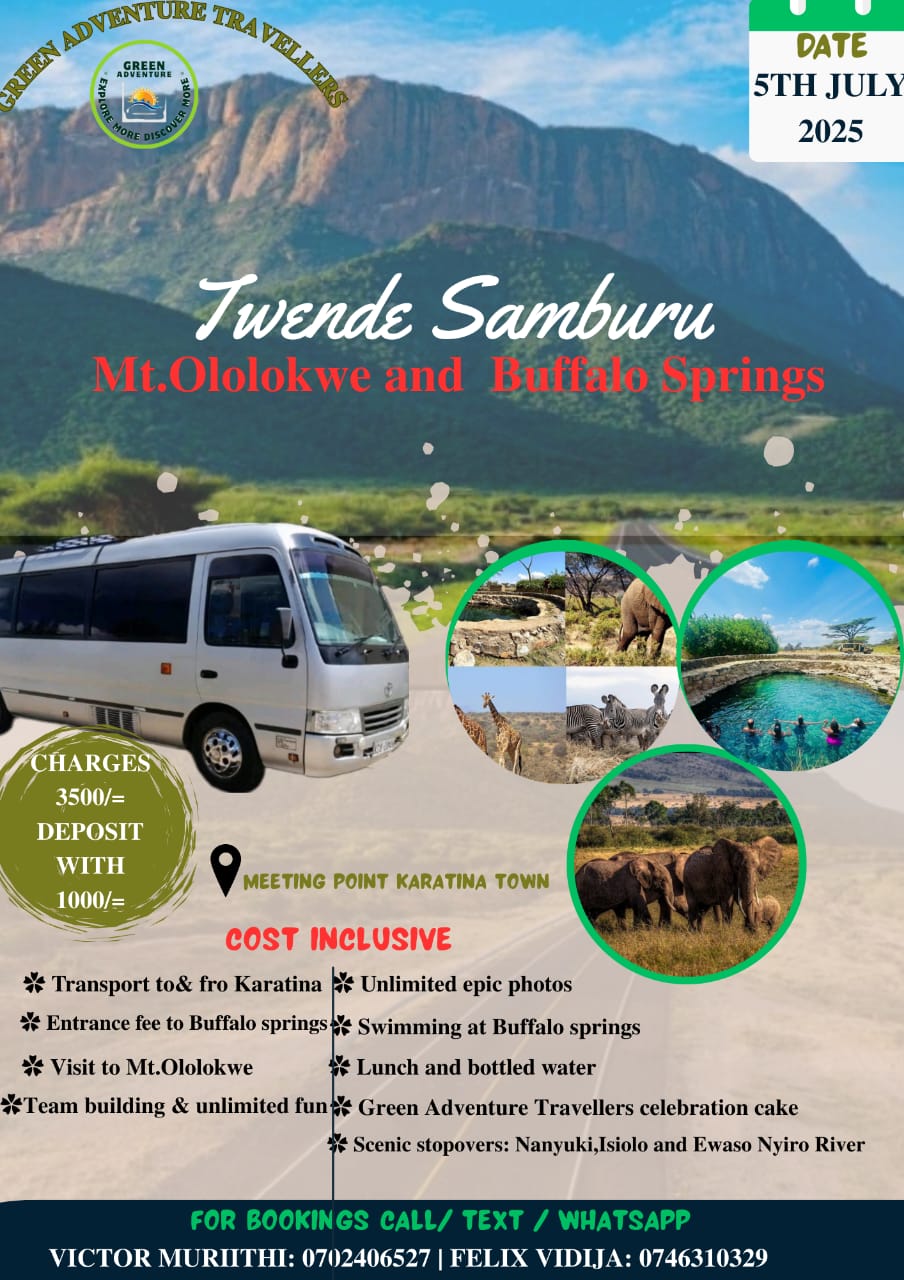 GREEN ADVENTURE TRAVELLERS
GREEN
ADVENTURE
EXPLORE MORE DISCOVER MORE
DATE
5TH JULY
2025
Twende Samburu
Mt.Ololokwe and Buffalo Springs
CHARGES
3500/=
DEPOSIT
WITH
1000/=
MEETING POINT KARATINA TOWN
COST INCLUSIVE
Transport to& fro Karatina
Entrance fee to Buffalo springs
Visit to Mt.Ololokwe
Team building & unlimited fun
Unlimited epic photos
Swimming at Buffalo springs
Lunch and bottled water
Green Adventure Travellers celebration cake
Scenic stopovers: Nanyuki,Isiolo and Ewaso Nyiro River
FOR BOOKINGS CALL/ TEXT / WHATSAPP
VICTOR MURIITHI: 0702406527 | FELIX VIDIJA: 0746310329